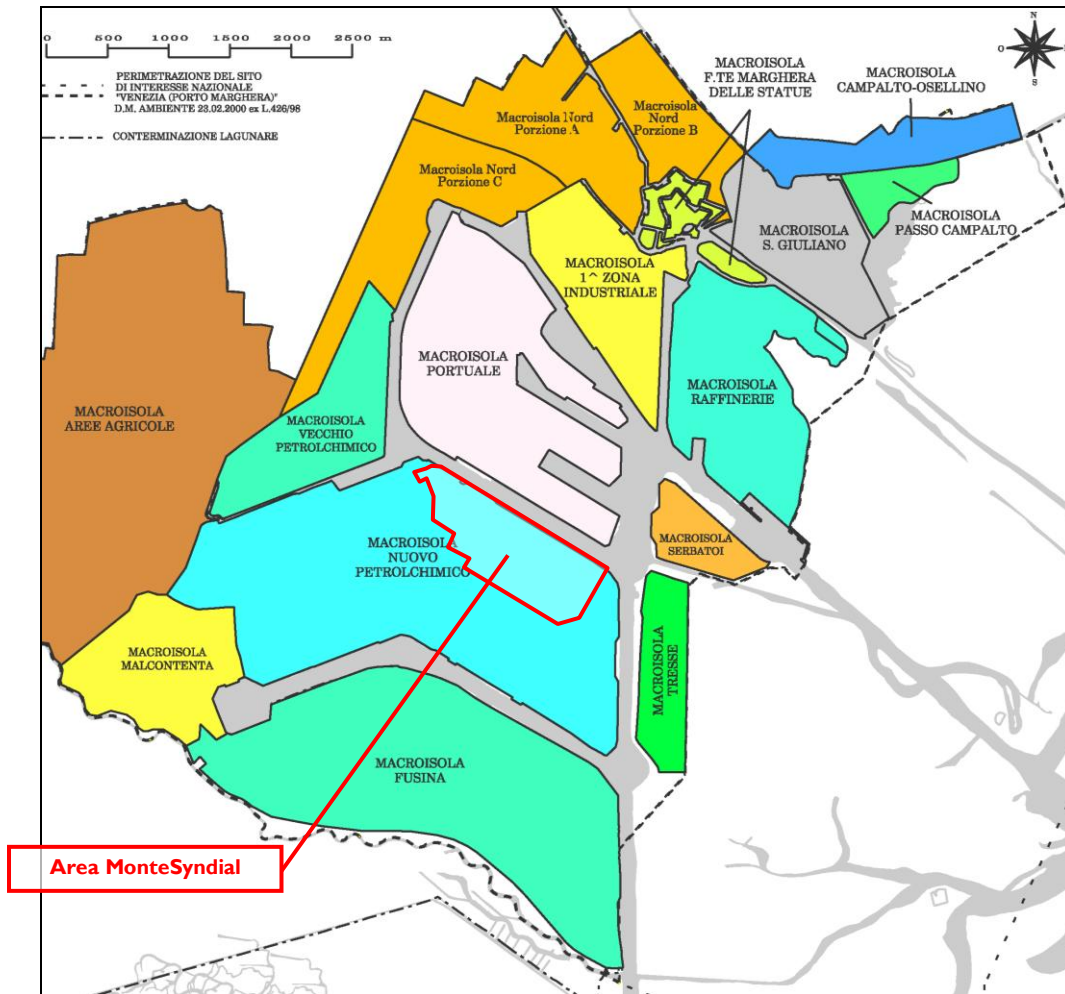 0 500 1000 1500 2000 2500 m
PERIMETRAZIONE DEL SITO
DI INTERESSE NAZIONALE
"VENEZIA (PORTO MARGHERA)"
D.M. AMBIENTE 23.02.2000 ex L.426/98
CONTERMINAZIONE LAGUNARE
N
O
E
S
MACROISOLA
F.TE MARGHERA
DELLE STATUE
MACROISOLA
CAMPALTO-OSELLINO
Macroisola Nord
Porzione A
Macroisola
Nord
Porzione B
Macroisola Nord
Porzione C
MACROISOLA
PASSO CAMPALTO
MACROISOLA
S. GIULIANO
MACROISOLA
1^ ZONA
INDUSTRIALE
MACROISOLA
PORTUALE
MACROISOLA
RAFFINERIE
MACROISOLA
AREE AGRICOLE
MACROISOLA
VECCHIO
PETROLCHIMICO
MACROISOLA
NUOVO
PETROLCHIMICO
MACROISOLA
SERBATOI
MACROISOLA
TRESSE
MACROISOLA
MALCONTENTA
MACROISOLA
FUSINA
Area MonteSyndial